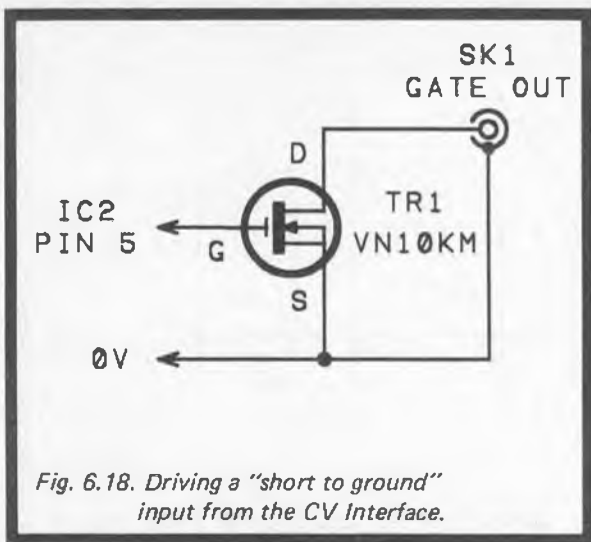 SK1
GATE OUT
D
IC2
PIN 5
G
TR1
VN10KM
S
0V
Fig. 6.18. Driving a "short to ground"
input from the CV Interface.